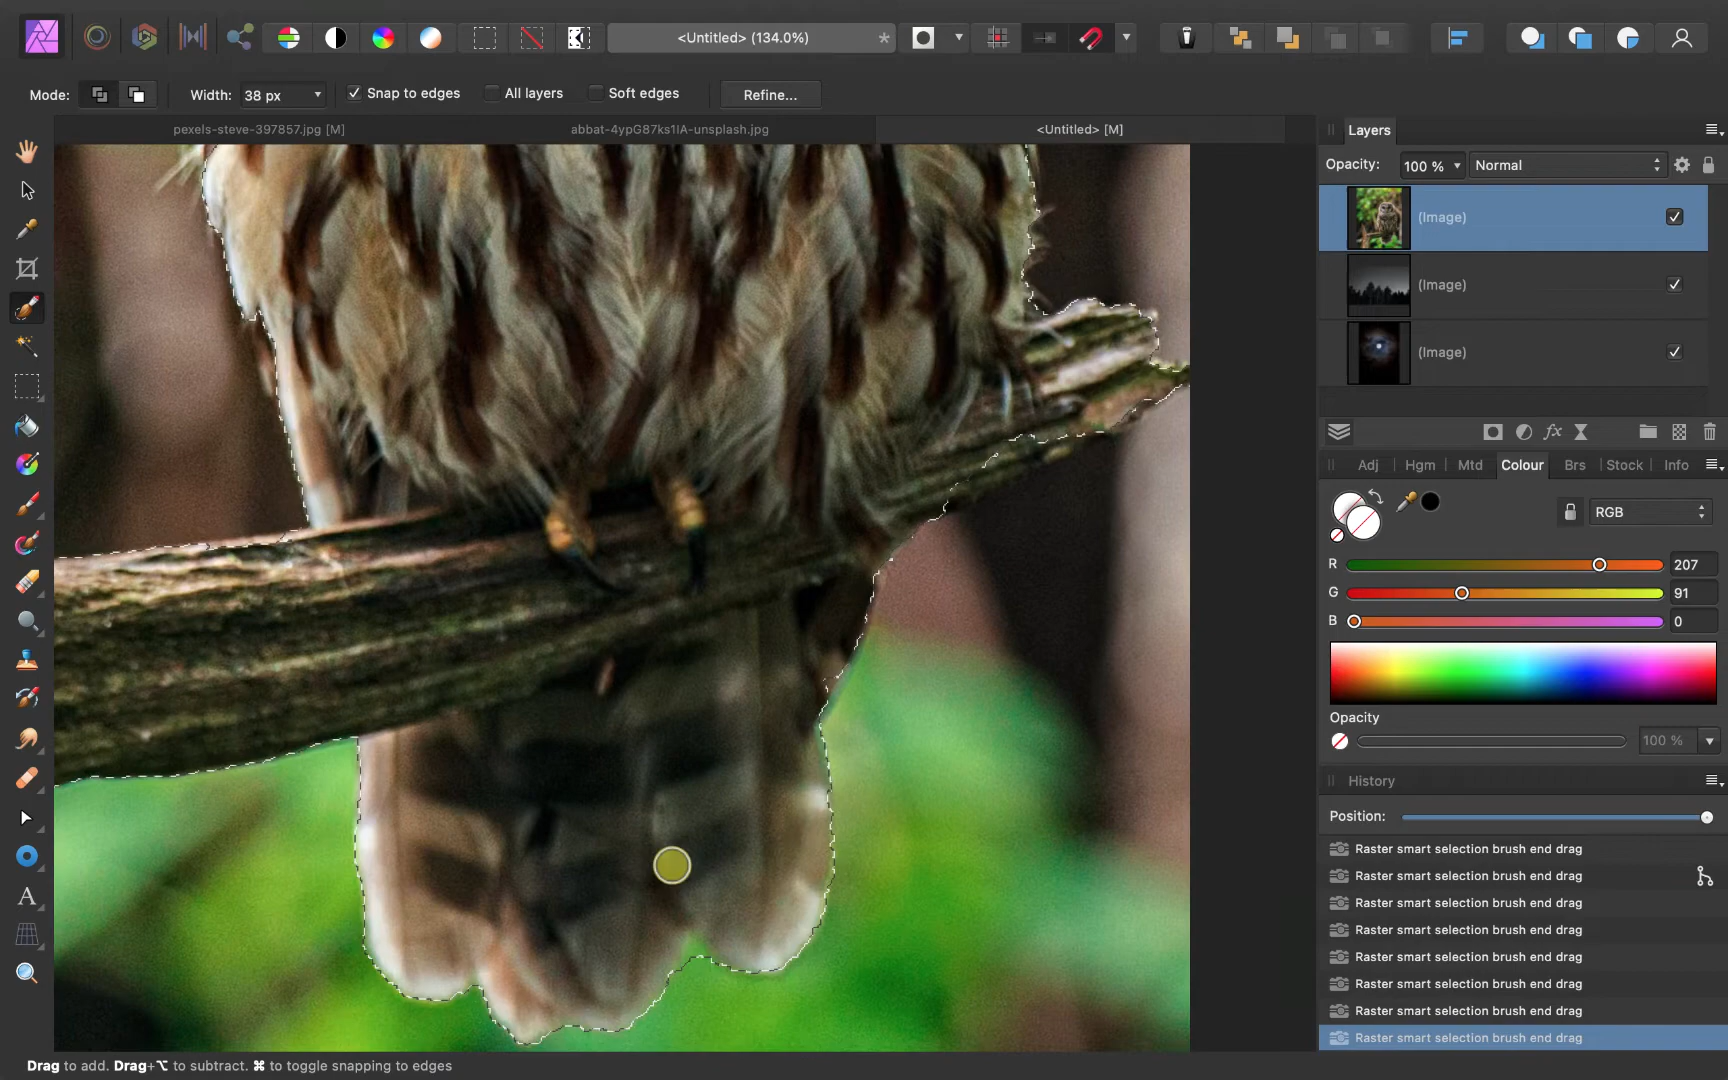 <Untitled> (134.0%)
*
Mode:
Width:
38 px
Snap to edges
All layers
Soft edges
Refine...
pexels-steve-397857.jpg [M]
abbat-4ypG87ks1IA-unsplash.jpg
<Untitled> [M]
Layers
Opacity:
100 %
Normal
(Image)
(Image)
(Image)
fx
Adj
Hgm
Mtd
Colour
Brs
Stock
Info
RGB
R
207
G
91
B
0
Opacity
100 %
History
Position:
Raster smart selection brush end drag
Raster smart selection brush end drag
Raster smart selection brush end drag
Raster smart selection brush end drag
Raster smart selection brush end drag
Raster smart selection brush end drag
Raster smart selection brush end drag
Raster smart selection brush end drag
A
Drag to add. Drag+⌥ to subtract. ⌘ to toggle snapping to edges